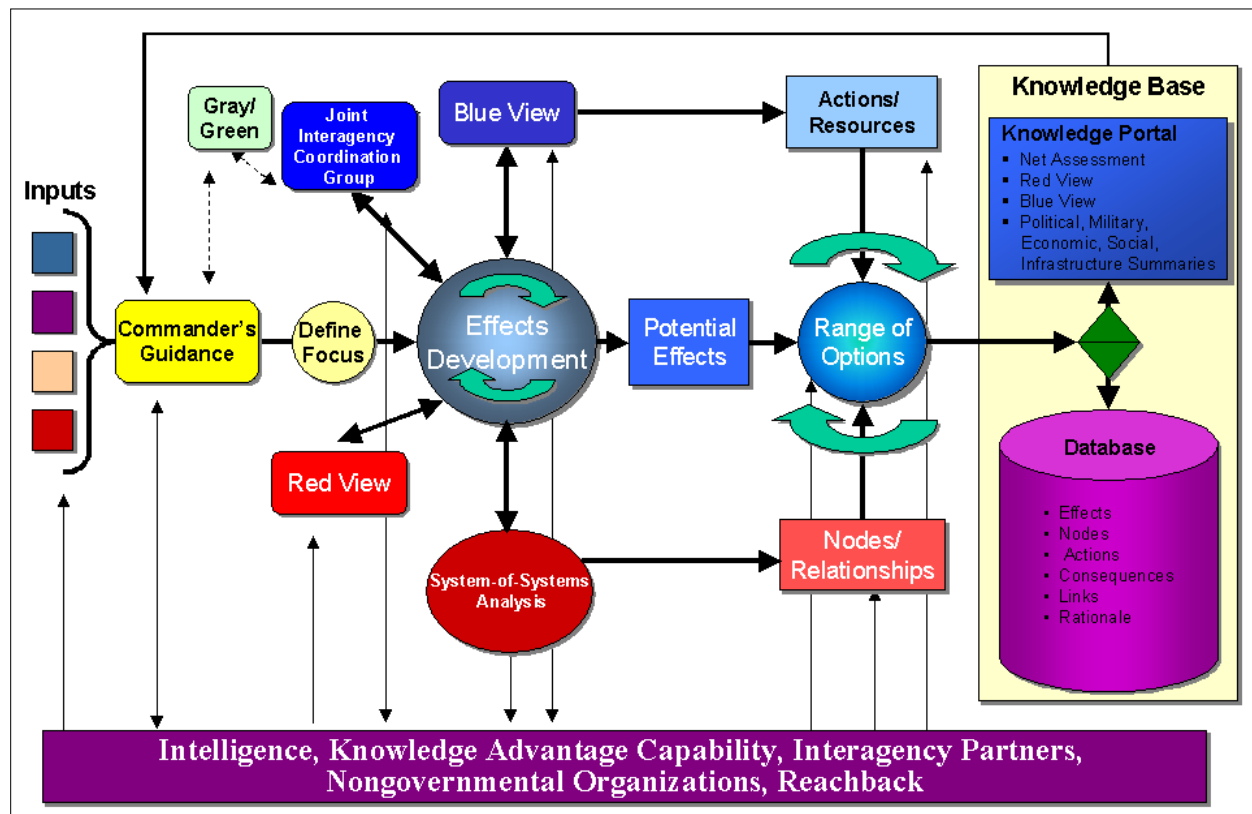 Inputs
Gray/
Green
Joint
Interagency
Coordination
Group
Blue View
Actions/
Resources
Knowledge Base
Knowledge Portal
▪ Net Assessment
▪ Red View
▪ Blue View
▪ Political, Military,
Economic, Social,
Infrastructure Summaries
Commander's
Guidance
Define
Focus
Effects
Development
Potential
Effects
Range of
Options
Red View
System-of-Systems
Analysis
Nodes/
Relationships
Database
▪ Effects
▪ Nodes
▪ Actions
▪ Consequences
▪ Links
▪ Rationale
Intelligence, Knowledge Advantage Capability, Interagency Partners,
Nongovernmental Organizations, Reachback